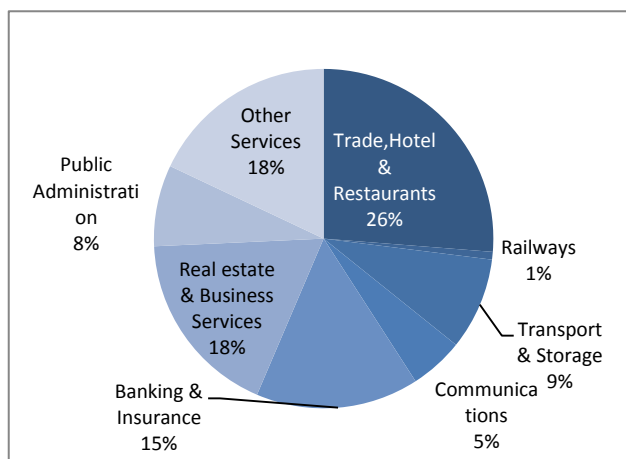 Other
Services
18%
Trade,Hotel
&
Restaurants
26%
Public
Administrati
on
8%
Railways
1%
Real estate
& Business
Services
18%
Transport
& Storage
9%
Communica
tions
5%
Banking &
Insurance
15%